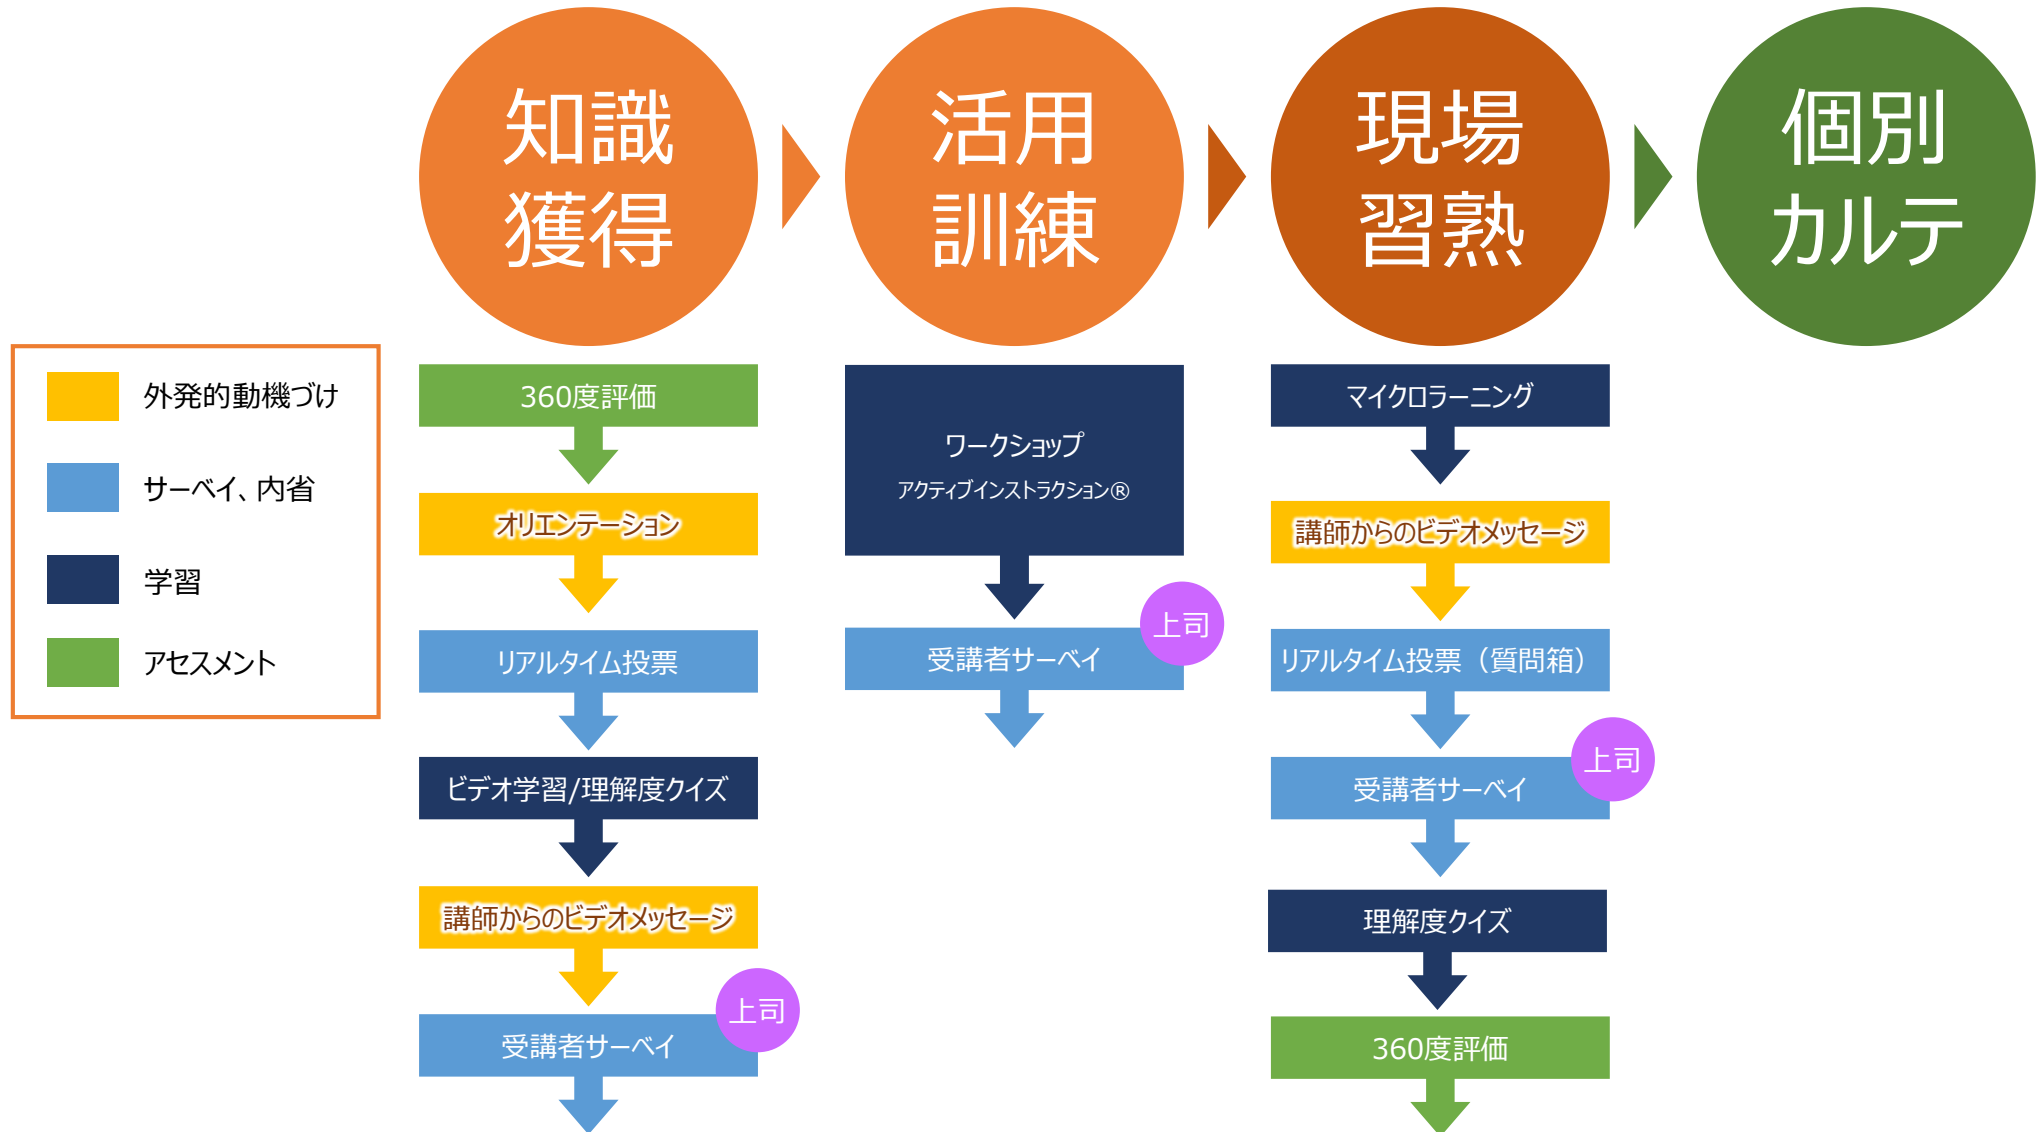 知識
獲得
活用
訓練
現場
習熟
個別
カルテ
外発的動機づけ
サーベイ、内省
学習
アセスメント
360度評価
オリエンテーション
リアルタイム投票
ビデオ学習/理解度クイズ
講師からのビデオメッセージ
上司
受講者サーベイ
ワークショップ
アクティブインストラクション®
上司
受講者サーベイ
マイクロラーニング
講師からのビデオメッセージ
リアルタイム投票（質問箱）
上司
受講者サーベイ
理解度クイズ
360度評価